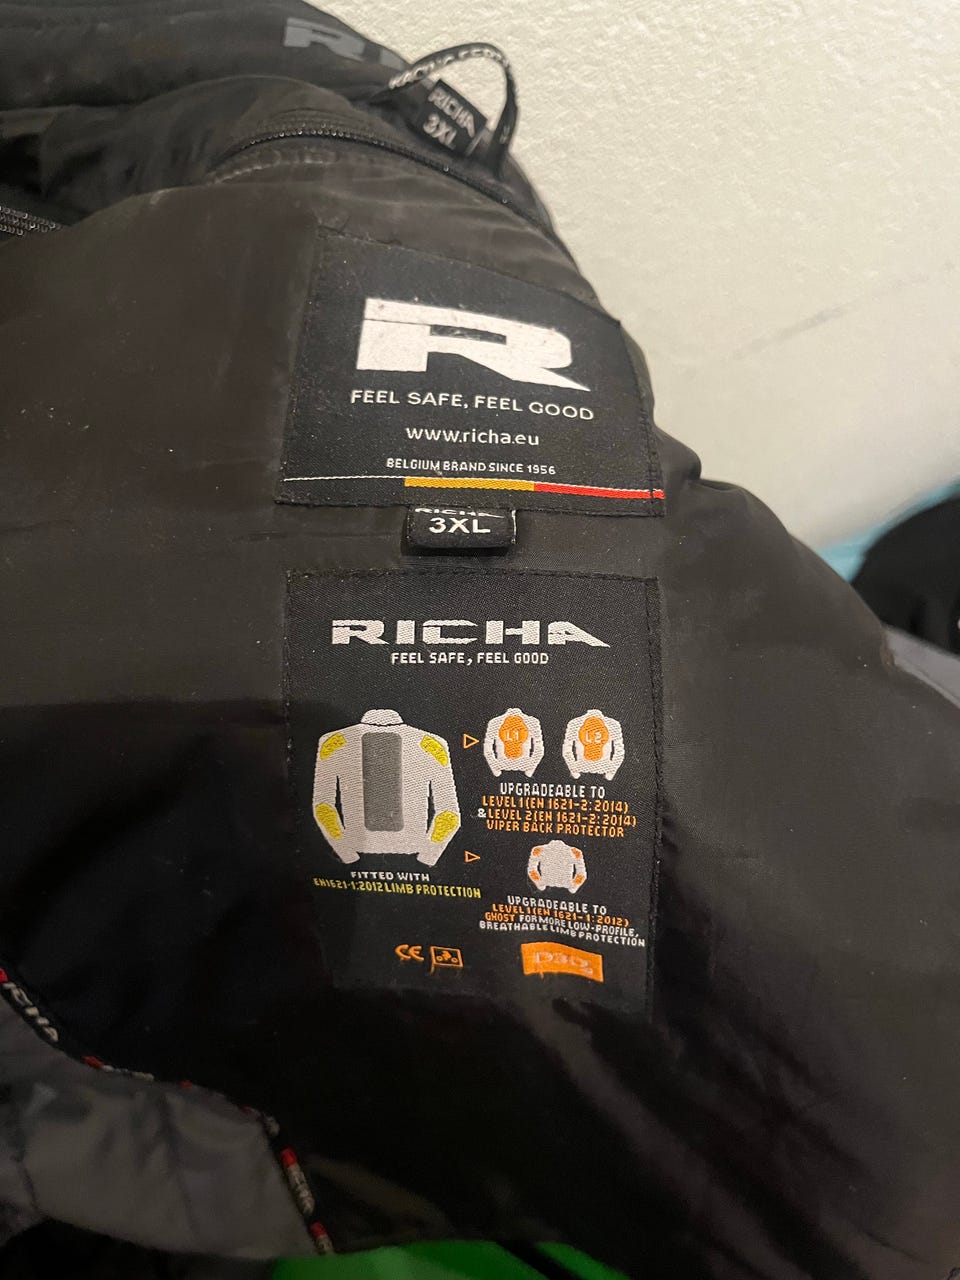 R
RICHA
3XL
R
FEEL SAFE, FEEL GOOD
www.richa.eu
BELGIUM BRAND SINCE 1956
RICHA
3XL
RICHA
FEEL SAFE, FEEL GOOD
L1
L2
UPGRADEABLE TO
LEVEL 1(EN 1621-2:2014)
& LEVEL 2(EN 1621-2:2014)
VIPER BACK PROTECTOR
FITTED WITH
EN1621-1:2012 LIMB PROTECTION
UPGRADEABLE TO
LEVEL 1(EN 1621-1:2012)
GHOST FOR MORE LOW-PROFILE,
BREATHABLE LIMB PROTECTION
CE
D3O
RICHA
RICHA